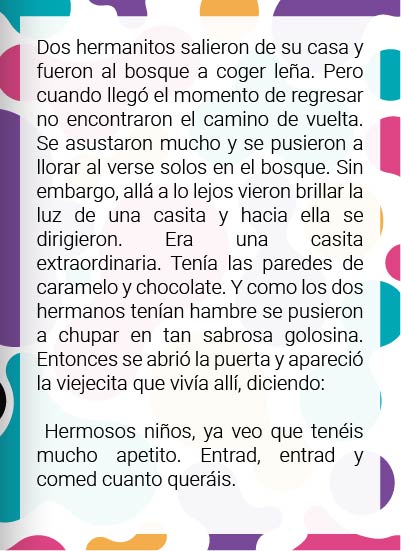 Dos hermanitos salieron de su casa y
fueron al bosque a coger leña. Pero
cuando llegó el momento de regresar
no encontraron el camino de vuelta.
Se asustaron mucho y se pusieron a
llorar al verse solos en el bosque. Sin
embargo, allá a lo lejos vieron brillar la
luz de una casita y hacia ella se
dirigieron. Era una casita
extraordinaria. Tenía las paredes de
caramelo y chocolate. Y como los dos
hermanos tenían hambre se pusieron
a chupar en tan sabrosa golosina.
Entonces se abrió la puerta y apareció
la viejecita que vivía allí, diciendo:
Hermosos niños, ya veo que tenéis
mucho apetito. Entrad, entrad y
comed cuanto queráis.